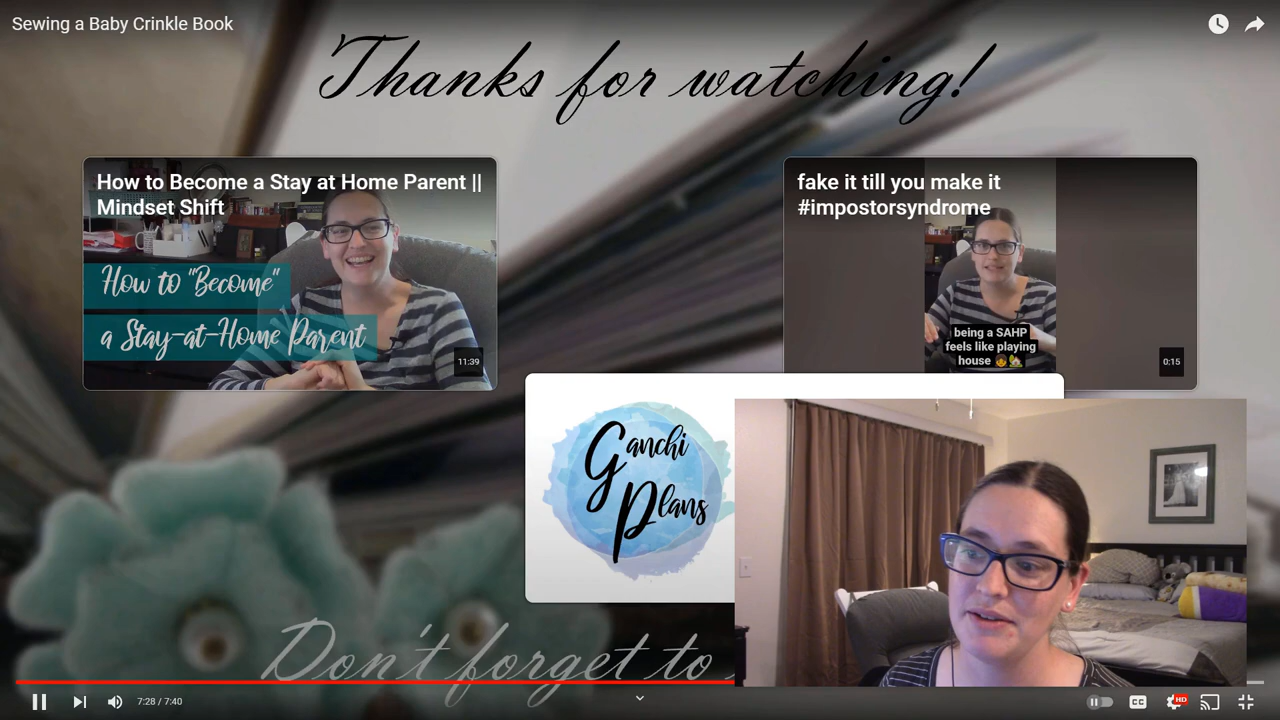 Sewing a Baby Crinkle Book
Thanks for watching!
How to Become a Stay at Home Parent ||
Mindset Shift
How to "Become"
a Stay-at-Home Parent
11:39
fake it till you make it
#impostorsyndrome
being a SAHP
feels like playing
house 👧🏡
0:15
Ganchi
Plans
Don't forget to
7:28 / 7:40
CC
HD